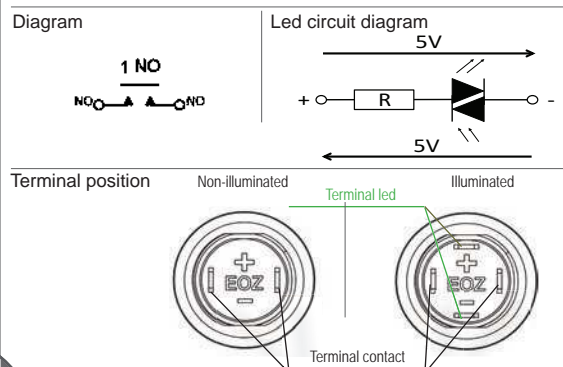 Diagram
Led circuit diagram
1 NO
NO
NO
5V
+
R
-
5V
Terminal position
Non-illuminated
Illuminated
Terminal led
+
EOZ
-
+
EOZ
-
Terminal contact